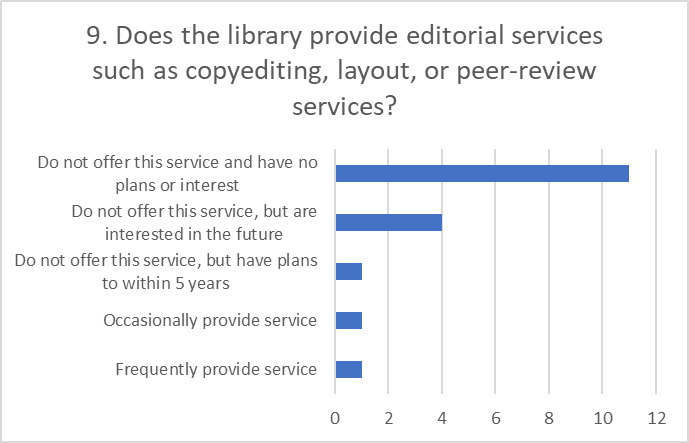 9. Does the library provide editorial services
such as copyediting, layout, or peer-review
services?
Do not offer this service and have no
plans or interest
Do not offer this service, but are
interested in the future
Do not offer this service, but have plans
to within 5 years
Occasionally provide service
Frequently provide service
0 2 4 6 8 10 12